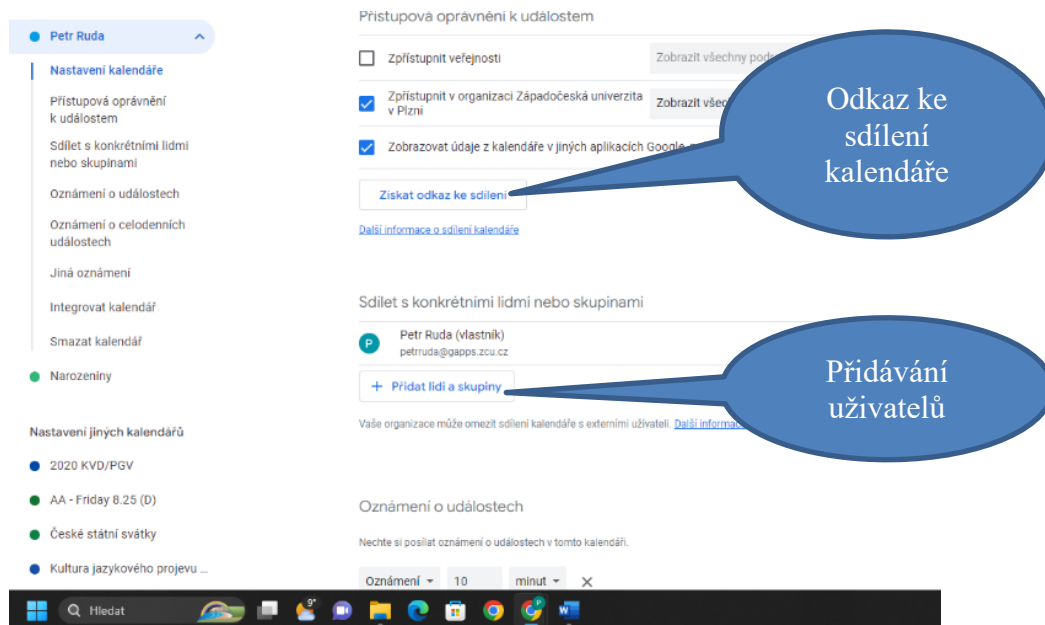 Petr Ruda
Nastavení kalendáře
Přístupová oprávnění
k událostem
Sdílet s konkrétními lidmi
nebo skupinami
Oznámení o událostech
Oznámení o celodenních
událostech
Jiná oznámení
Integrovat kalendář
Smazat kalendář
Narozeniny
Nastavení jiných kalendářů
2020 KVD/PGV
AA - Friday 8.25 (D)
České státní svátky
Kultura jazykového projevu ...
Přístupová oprávnění k událostem
Zpřístupnit veřejnosti
Zobrazit všechny
Zpřístupnit v organizaci Západočeská univerzita
v Plzni
Zobrazit
Zobrazovat údaje z kalendáře v jiných aplikacích Google
Získat odkaz ke sdílení
Další informace o sdílení kalendáře
Odkaz ke
sdílení
kalendáře
Sdílet s konkrétními lidmi nebo skupinami
P
Petr Ruda (vlastník)
petrruda@gapps.zcu.cz
+ Přidat lidi a skupiny
Vaše organizace může omezit sdílení kalendáře s externími uživateli. Další
Přidávání
uživatelů
Oznámení o událostech
Nechte si posílat oznámení o událostech v tomto kalendáři.
Oznámení 10 minut
Hledat
9°